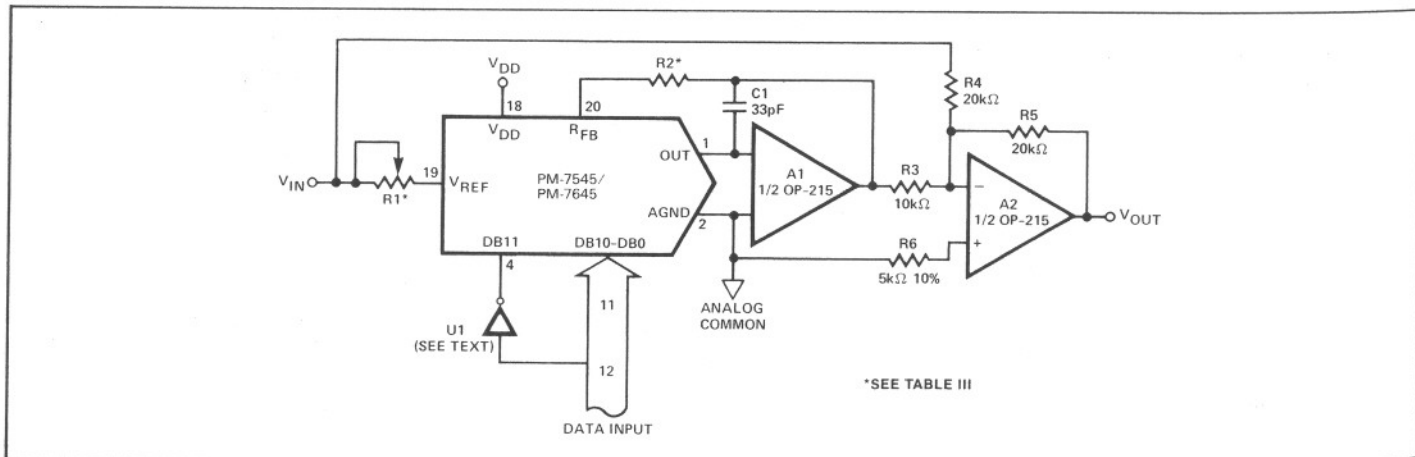 V_DD
18
V_DD
20
R_FB
R2*
C1
33pF
R4
20kΩ
R5
20kΩ
V_IN
R1*
19
V_REF
PM-7545/
PM-7645
OUT
1
AGND
2
A1
1/2 OP-215
R3
10kΩ
−
A2
1/2 OP-215
+
V_OUT
R6
5kΩ 10%
DB11
DB10-DB0
4
ANALOG
COMMON
U1
(SEE TEXT)
11
12
DATA INPUT
*SEE TABLE III